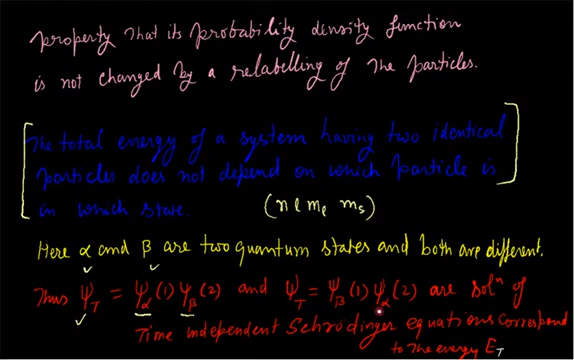 property that its probability density function
is not changed by a relabelling of the particles.
The total energy of a system having two identical
particles does not depend on which particle is
in which state. (n l mₗ mₛ)
Here α and β are two quantum states and both are different.
Thus Ψ_T = Ψ_α(1) Ψ_β(2) and Ψ_T = Ψ_β(1) Ψ_α(2) are solⁿ of
Time independent Schrodinger equations correspond
to the energy E_T